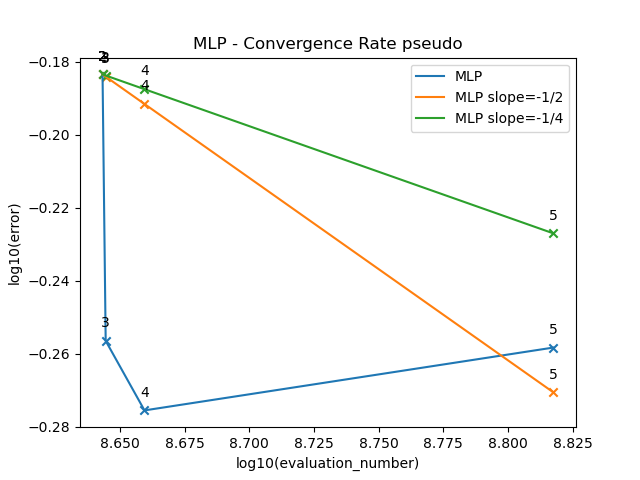 MLP - Convergence Rate pseudo
−0.18
−0.20
−0.22
−0.24
−0.26
−0.28
log10(error)
MLP
MLP slope=-1/2
MLP slope=-1/4
2
3
4
4
5
3
4
5
5
8.650 8.675 8.700 8.725 8.750 8.775 8.800 8.825
log10(evaluation_number)